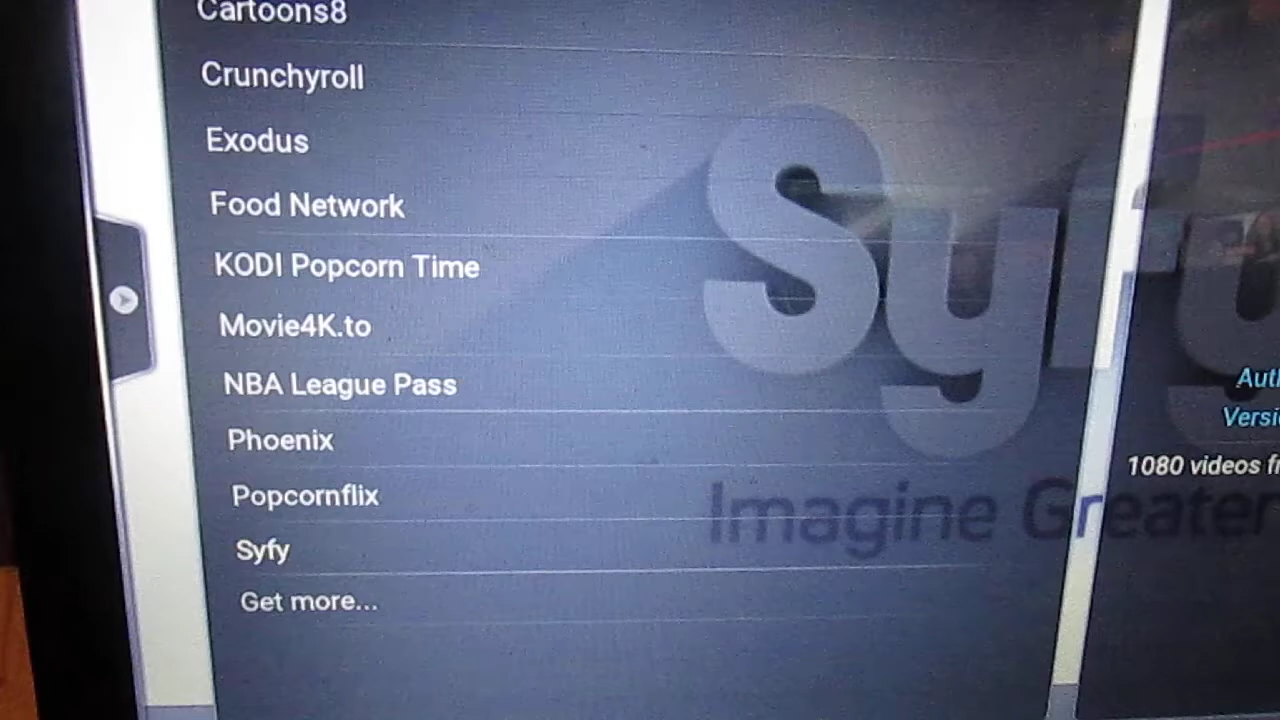 Cartoons8
Crunchyroll
Exodus
Food Network
KODI Popcorn Time
Movie4K.to
NBA League Pass
Phoenix
Popcornflix
Syfy
Get more...
Syfy
Imagine Greater
1080 videos